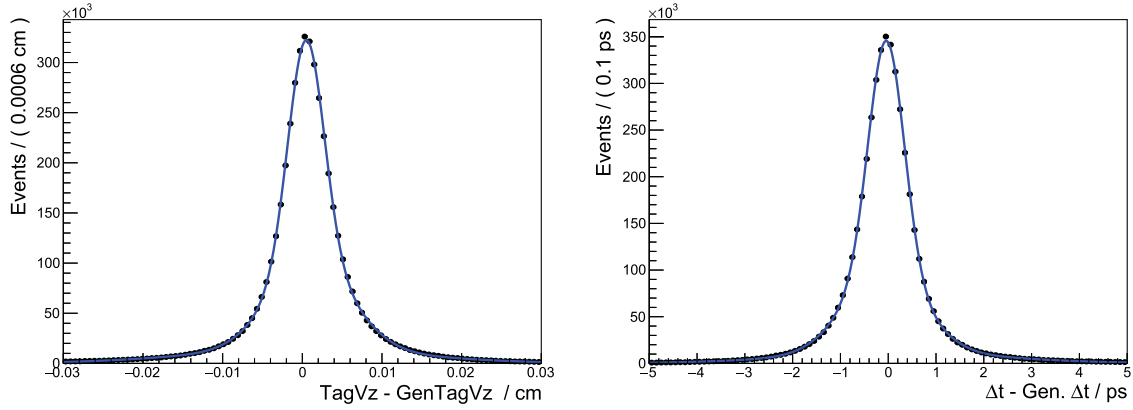 ×10³
Events / ( 0.0006 cm )
300
250
200
150
100
50
0
−0.03 −0.02 −0.01 0 0.01 0.02 0.03
TagVz - GenTagVz / cm
×10³
Events / ( 0.1 ps )
350
300
250
200
150
100
50
0
−5 −4 −3 −2 −1 0 1 2 3 4 5
Δt - Gen. Δt / ps